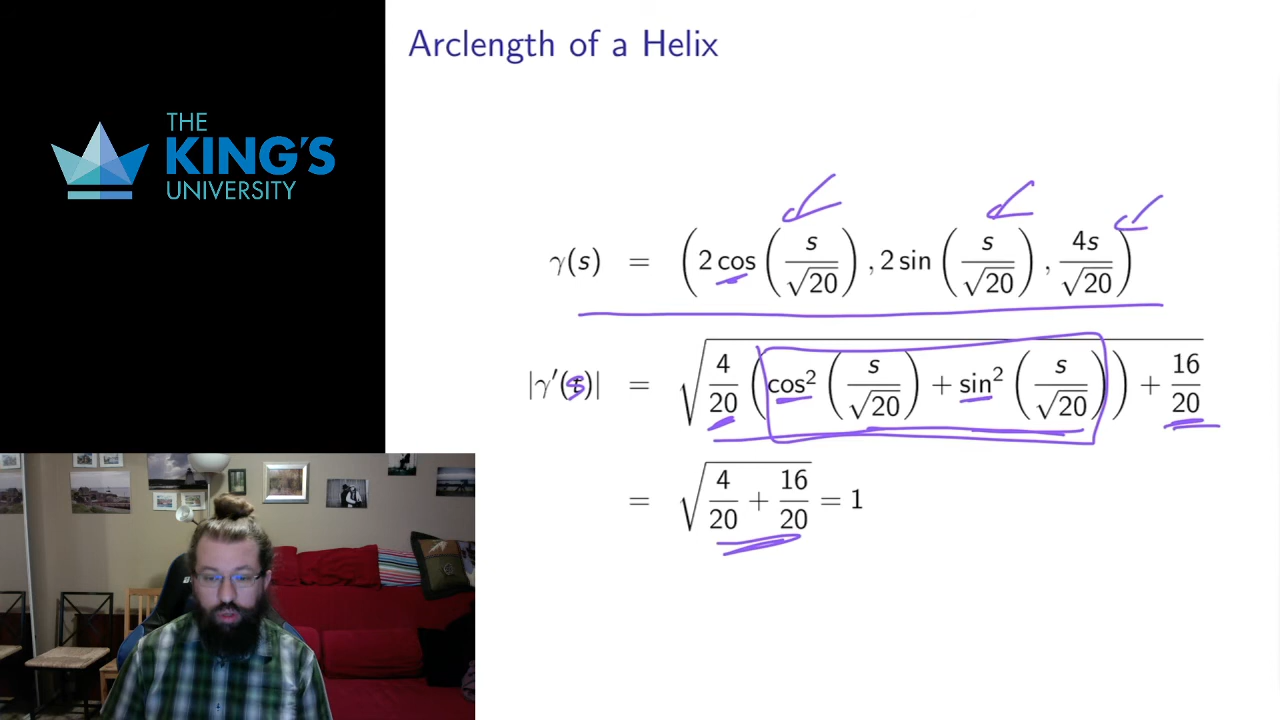 Arclength of a Helix
THE
KING'S
UNIVERSITY
γ(s) = (2 cos (s/√20), 2 sin (s/√20), 4s/√20)
|γ′(s)| = √(4/20 (cos² (s/√20) + sin² (s/√20)) + 16/20)
= √(4/20 + 16/20) = 1